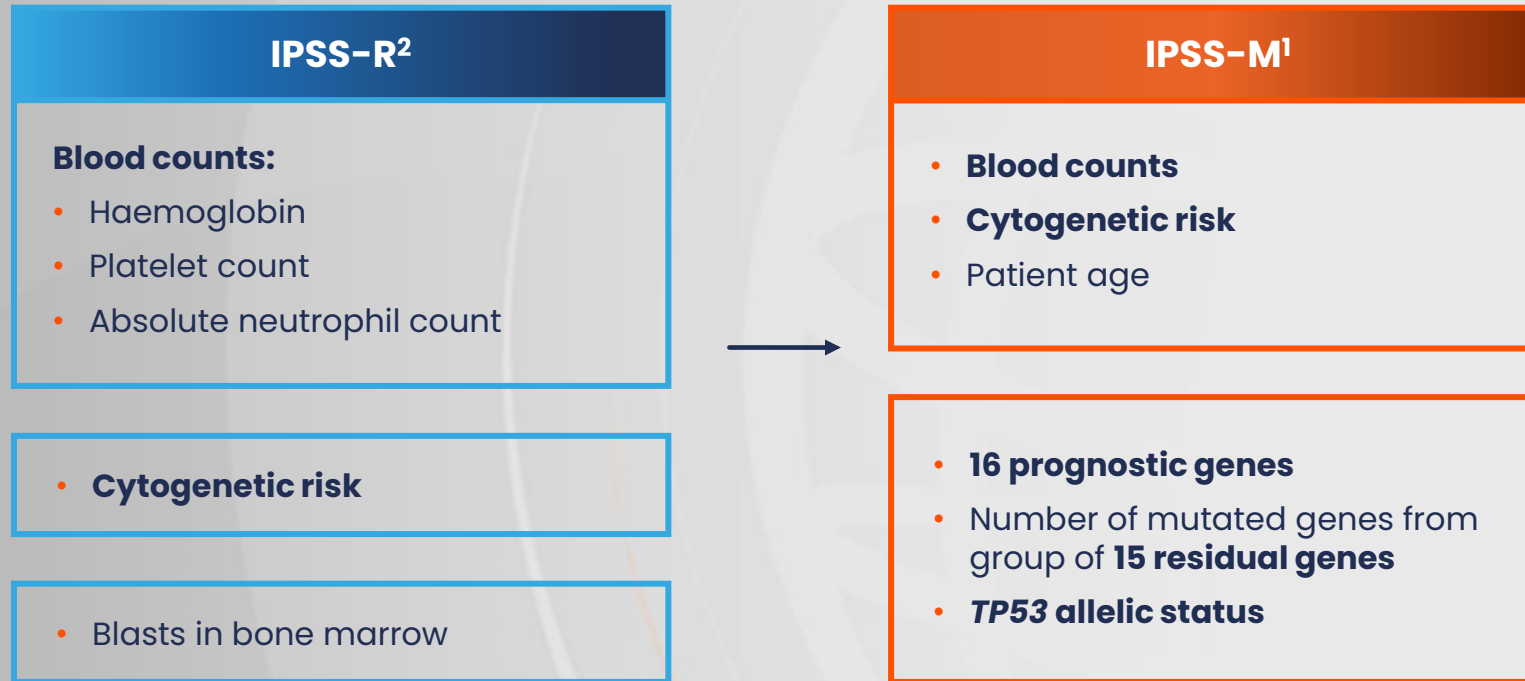 IPSS-R²
Blood counts:
• Haemoglobin
• Platelet count
• Absolute neutrophil count
• Cytogenetic risk
• Blasts in bone marrow
IPSS-M¹
• Blood counts
• Cytogenetic risk
• Patient age
• 16 prognostic genes
• Number of mutated genes from
group of 15 residual genes
• TP53 allelic status